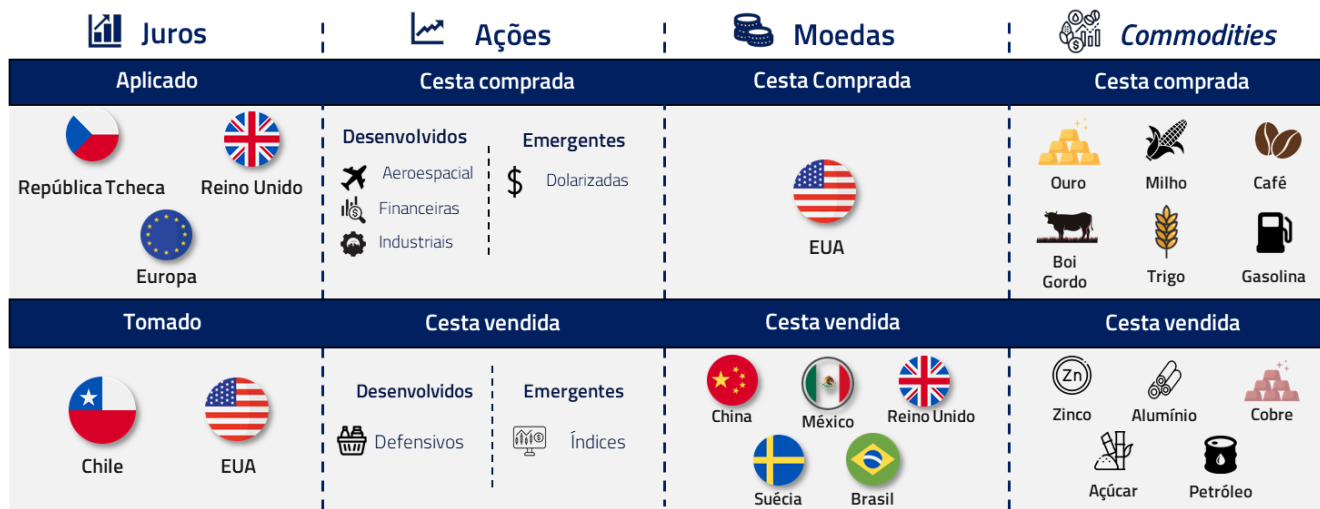 Juros
Ações
Moedas
Commodities
Aplicado
Cesta comprada
Cesta Comprada
Cesta comprada
República Tcheca
Reino Unido
Europa
Desenvolvidos
Aeroespacial
Financeiras
Industriais
Emergentes
$
Dolarizadas
EUA
Ouro
Milho
Café
Boi
Gordo
Trigo
Gasolina
Tomado
Cesta vendida
Cesta vendida
Cesta vendida
Chile
EUA
Desenvolvidos
Defensivos
Emergentes
Índices
China
México
Reino Unido
Suécia
Brasil
Zn
Zinco
Alumínio
Cobre
Açúcar
Petróleo